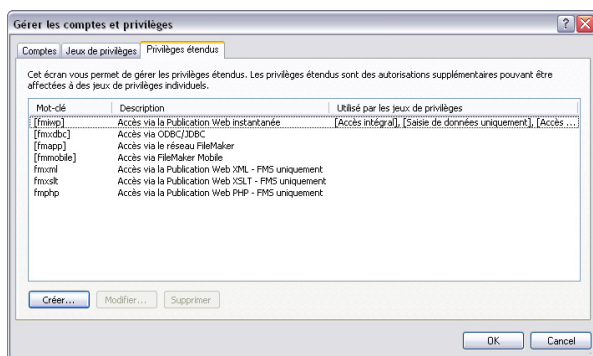 Gérer les comptes et privilèges
Comptes Jeux de privilèges Privilèges étendus
Cet écran vous permet de gérer les privilèges étendus. Les privilèges étendus sont des autorisations supplémentaires pouvant être
affectées à des jeux de privilèges individuels.
Mot-clé Description Utilisé par les jeux de privilèges
[fmiwp] Accès via la Publication Web instantanée [Accès intégral], [Saisie de données uniquement], [Accès ...
[fmxdbc] Accès via ODBC/JDBC
[fmapp] Accès via le réseau FileMaker
[fmmobile] Accès via FileMaker Mobile
fmxml Accès via la Publication Web XML - FMS uniquement
fmxslt Accès via la Publication Web XSLT - FMS uniquement
fmphp Accès via la Publication Web PHP - FMS uniquement
Créer... Modifier... Supprimer
OK Cancel